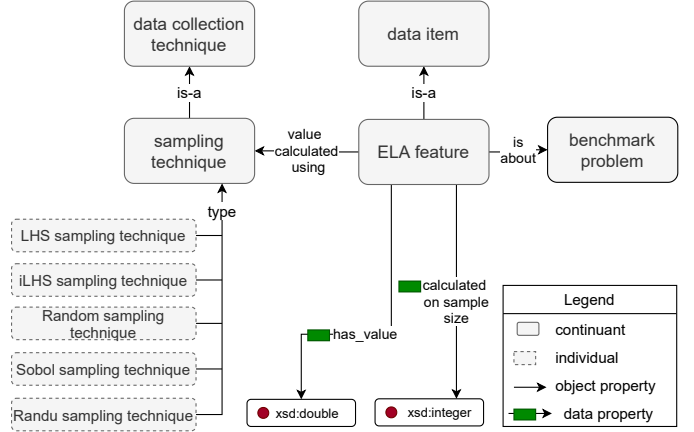 data collection
technique
data item
is-a
is-a
sampling
technique
value
calculated
using
ELA feature
is
about
benchmark
problem
type
LHS sampling technique
iLHS sampling technique
Random sampling
technique
Sobol sampling technique
Randu sampling technique
calculated
on sample
size
has_value
xsd:double
xsd:integer
Legend
continuant
individual
object property
data property